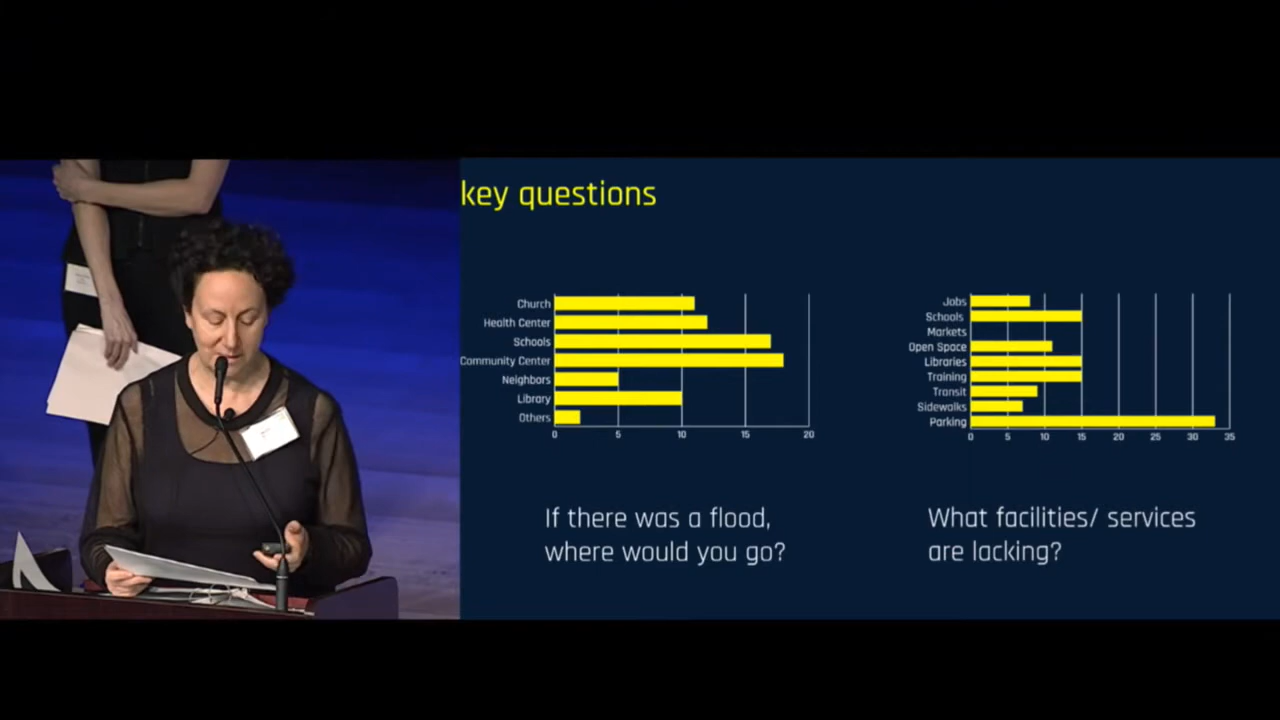 key questions
Church
Health Center
Schools
Community Center
Neighbors
Library
Others
0 5 10 15 20
If there was a flood,
where would you go?
Jobs
Schools
Markets
Open Space
Libraries
Training
Transit
Sidewalks
Parking
0 5 10 15 20 25 30 35
What facilities/ services
are lacking?